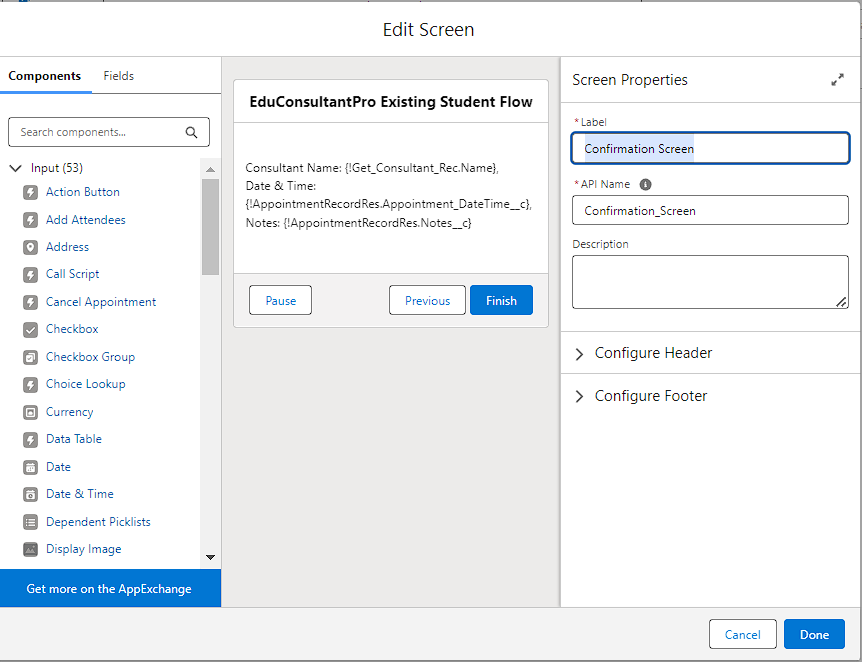 Edit Screen
Components
Fields
Search components...
Input (53)
Action Button
Add Attendees
Address
Call Script
Cancel Appointment
Checkbox
Checkbox Group
Choice Lookup
Currency
Data Table
Date
Date & Time
Dependent Picklists
Display Image
Get more on the AppExchange
EduConsultantPro Existing Student Flow
Consultant Name: {!Get_Consultant_Rec.Name},
Date & Time:
{!AppointmentRecordRes.Appointment_DateTime__c},
Notes: {!AppointmentRecordRes.Notes__c}
Pause
Previous
Finish
Screen Properties
*Label
Confirmation Screen
*API Name
Confirmation_Screen
Description
Configure Header
Configure Footer
Cancel
Done